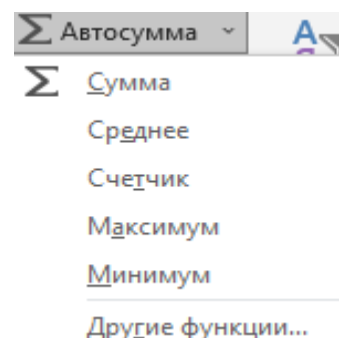 ∑ Автосумма
∑ Сумма
Среднее
Счетчик
Максимум
Минимум
Другие функции...